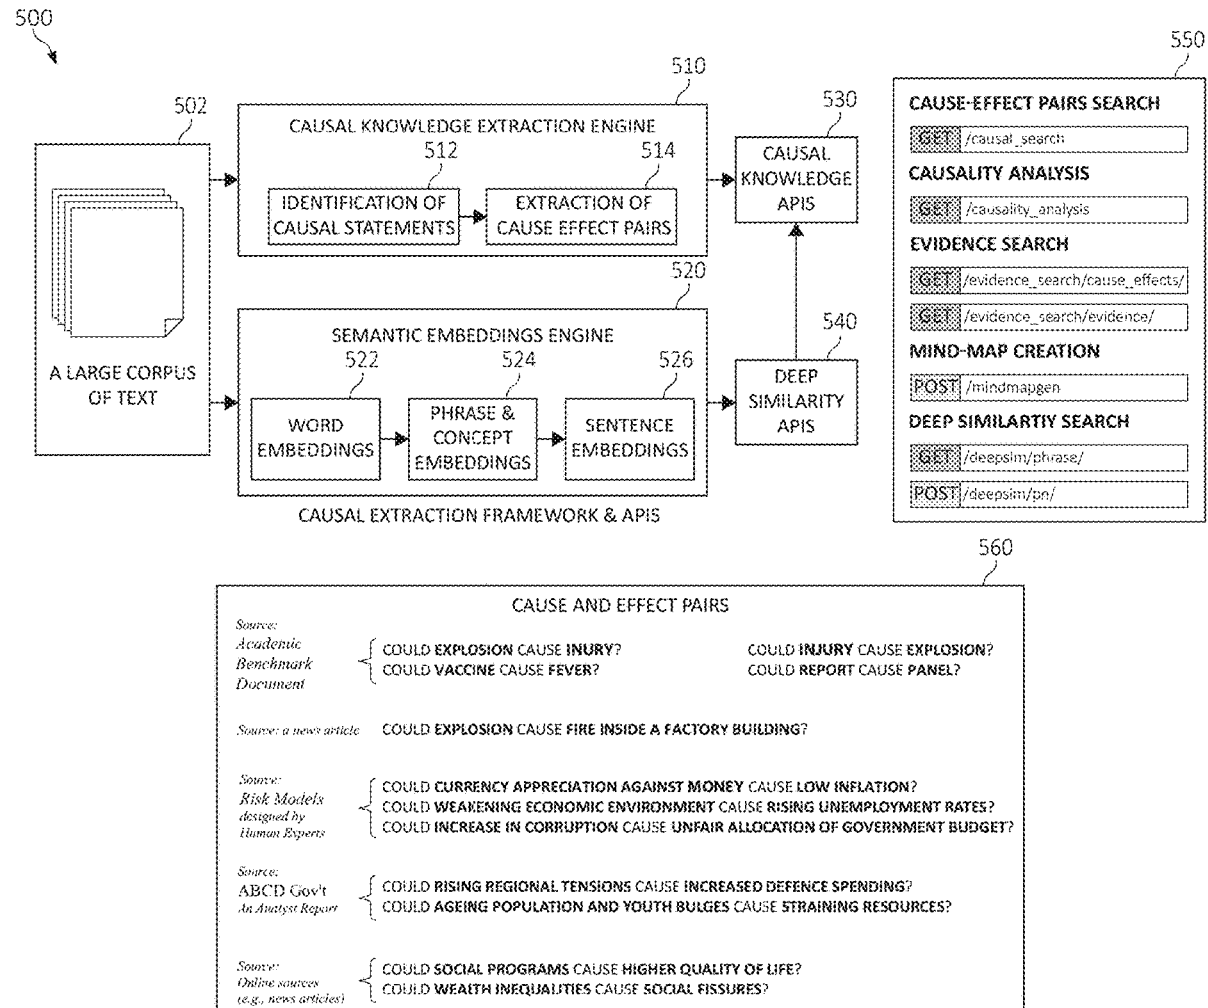 500
502
A LARGE CORPUS
OF TEXT
510
CAUSAL KNOWLEDGE EXTRACTION ENGINE
512
514
IDENTIFICATION OF
CAUSAL STATEMENTS
EXTRACTION OF
CAUSE EFFECT PAIRS
520
SEMANTIC EMBEDDINGS ENGINE
522
524
526
WORD
EMBEDDINGS
PHRASE &
CONCEPT
EMBEDDINGS
SENTENCE
EMBEDDINGS
CAUSAL EXTRACTION FRAMEWORK & APIS
530
CAUSAL
KNOWLEDGE
APIS
540
DEEP
SIMILARITY
APIS
550
CAUSE-EFFECT PAIRS SEARCH
GET /causal_search
CAUSALITY ANALYSIS
GET /causality_analysis
EVIDENCE SEARCH
GET /evidence_search/cause_effects/
GET /evidence_search/evidence/
MIND-MAP CREATION
POST /mindmapgen
DEEP SIMILARTIY SEARCH
GET /deepsim/phrase/
POST /deepsim/pn/
560
CAUSE AND EFFECT PAIRS
Source:
Academic
Benchmark
Document
COULD EXPLOSION CAUSE INURY?
COULD INJURY CAUSE EXPLOSION?
COULD VACCINE CAUSE FEVER?
COULD REPORT CAUSE PANEL?
Source: a news article
COULD EXPLOSION CAUSE FIRE INSIDE A FACTORY BUILDING?
Source:
Risk Models
designed by
Human Experts
COULD CURRENCY APPRECIATION AGAINST MONEY CAUSE LOW INFLATION?
COULD WEAKENING ECONOMIC ENVIRONMENT CAUSE RISING UNEMPLOYMENT RATES?
COULD INCREASE IN CORRUPTION CAUSE UNFAIR ALLOCATION OF GOVERNMENT BUDGET?
Source:
ABCD Gov't
An Analyst Report
COULD RISING REGIONAL TENSIONS CAUSE INCREASED DEFENCE SPENDING?
COULD AGEING POPULATION AND YOUTH BULGES CAUSE STRAINING RESOURCES?
Source:
Online sources
(e.g., news articles)
COULD SOCIAL PROGRAMS CAUSE HIGHER QUALITY OF LIFE?
COULD WEALTH INEQUALITIES CAUSE SOCIAL FISSURES?